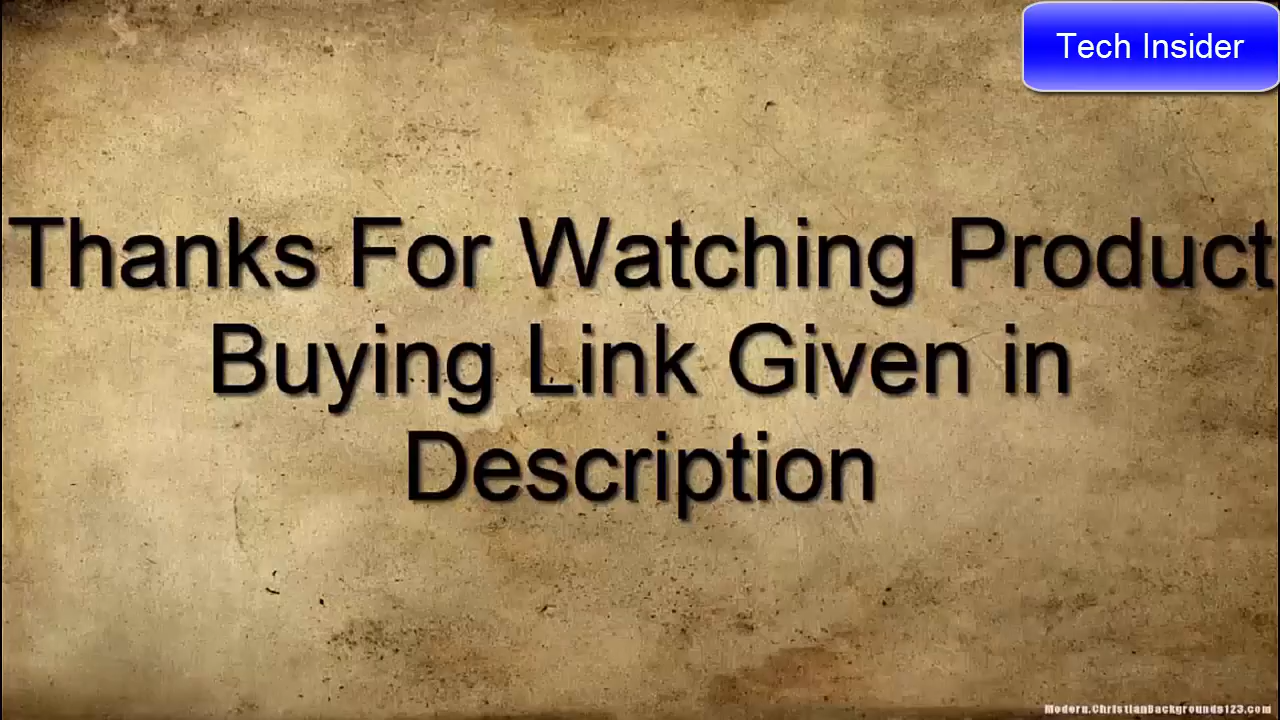 Tech Insider
Thanks For Watching Product
Buying Link Given in
Description
Modern.ChristianBackgrounds123.com